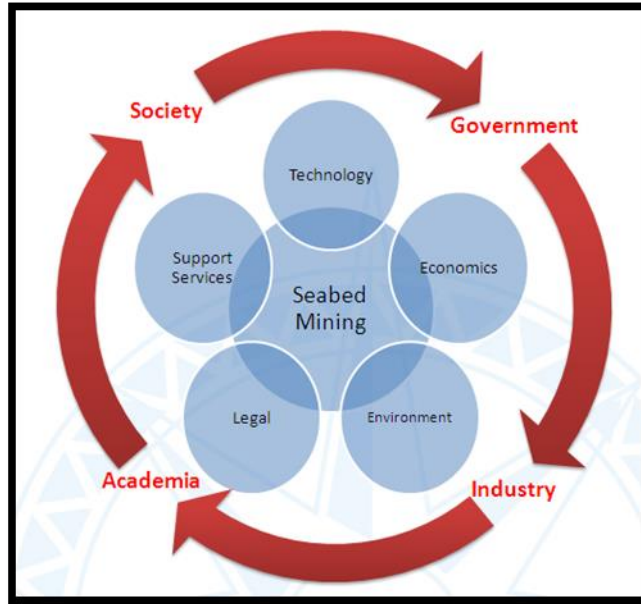 Society
Government
Technology
Support
Services
Economics
Seabed
Mining
Legal
Environment
Academia
Industry